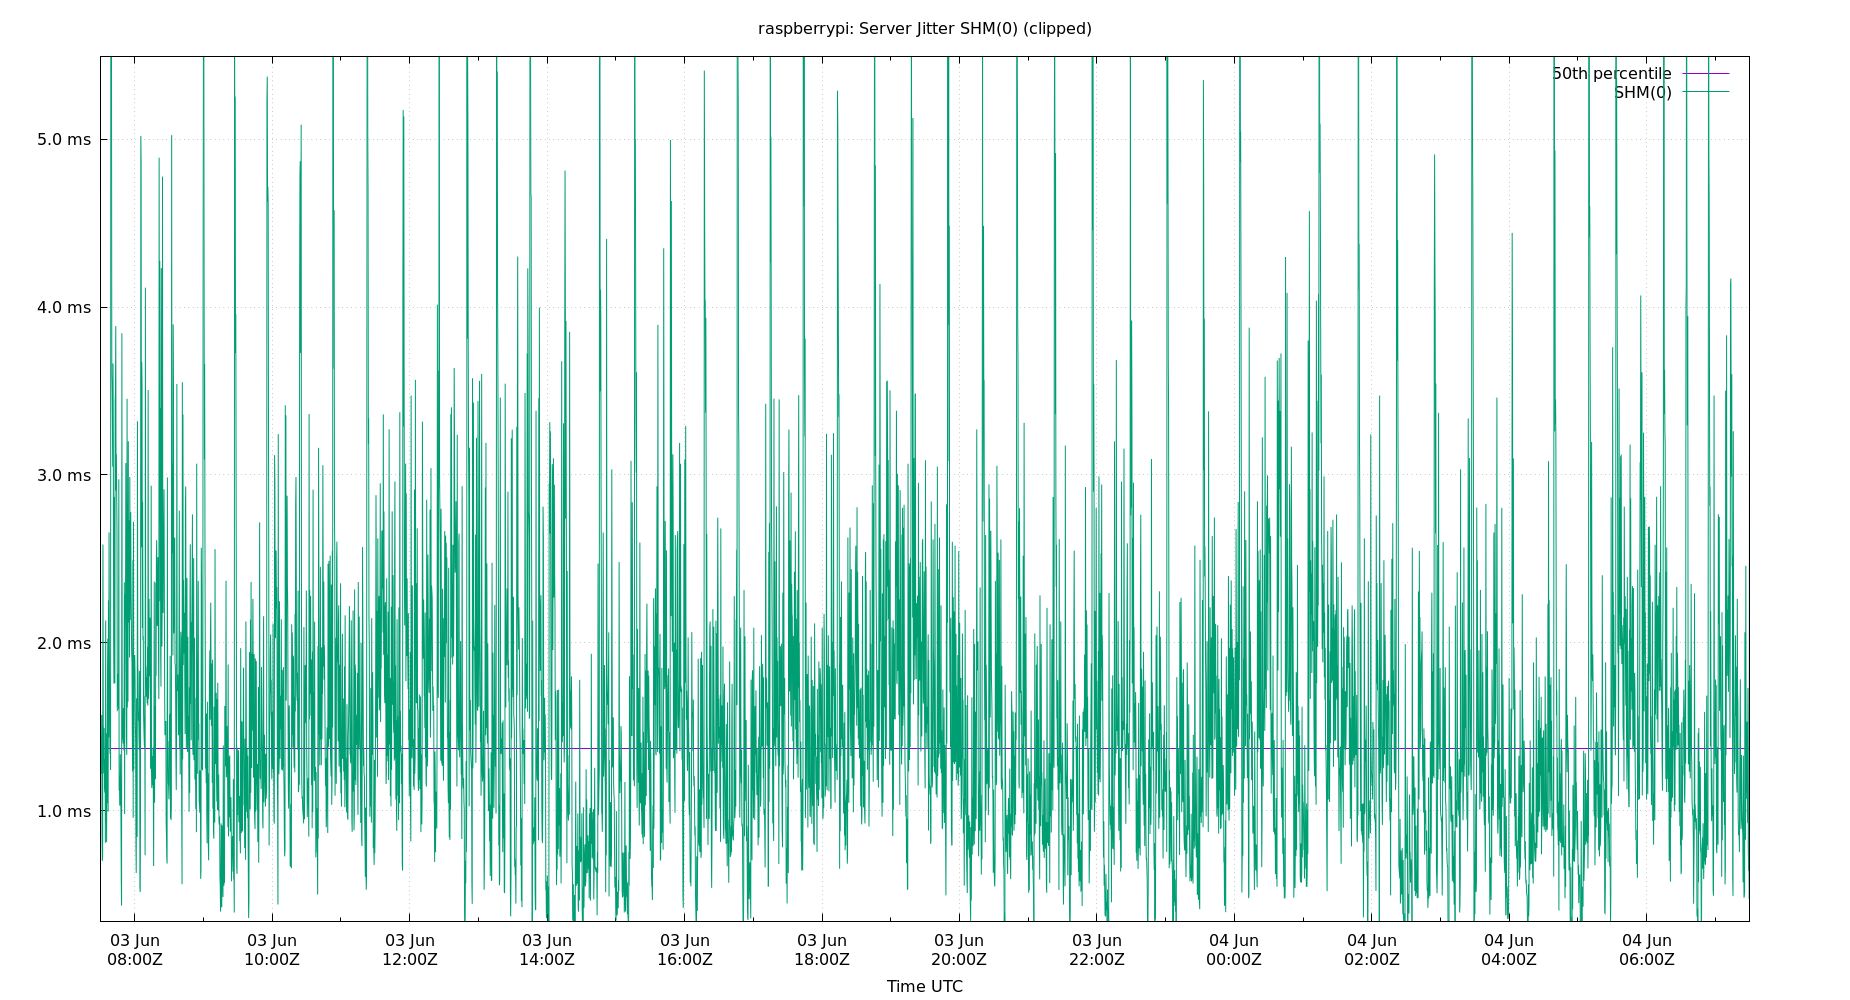 raspberrypi: Server Jitter SHM(0) (clipped)
50th percentile
SHM(0)
5.0 ms
4.0 ms
3.0 ms
2.0 ms
1.0 ms
03 Jun 03 Jun 03 Jun 03 Jun 03 Jun 03 Jun 03 Jun 03 Jun 04 Jun 04 Jun 04 Jun 04 Jun
08:00Z 10:00Z 12:00Z 14:00Z 16:00Z 18:00Z 20:00Z 22:00Z 00:00Z 02:00Z 04:00Z 06:00Z
Time UTC